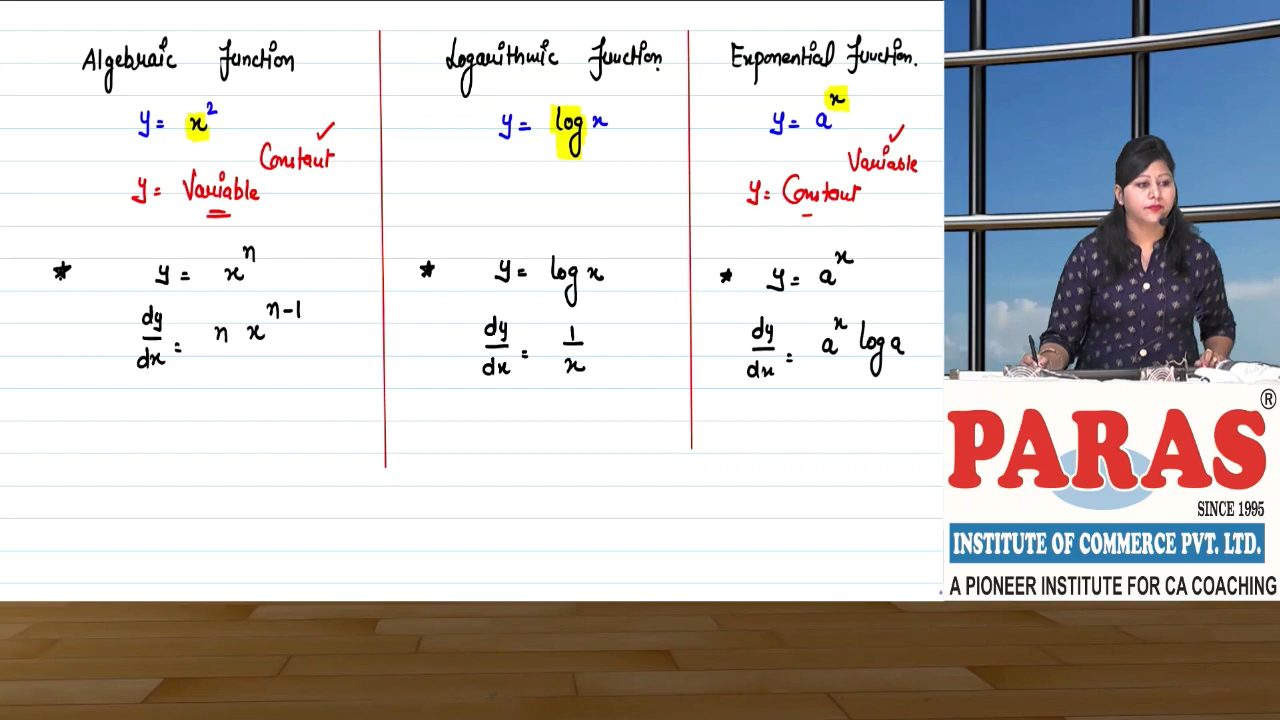 Algebraic Function
y = x²
Constant ✓
y = Variable
* y = xⁿ
dy/dx = n xⁿ⁻¹
Logarithmic Function
y = log x
* y = log x
dy/dx = 1/x
Exponential Function.
y = aˣ
Variable ✓
y = Constant
* y = aˣ
dy/dx = aˣ log a
PARAS ®
SINCE 1995
INSTITUTE OF COMMERCE PVT. LTD.
A PIONEER INSTITUTE FOR CA COACHING